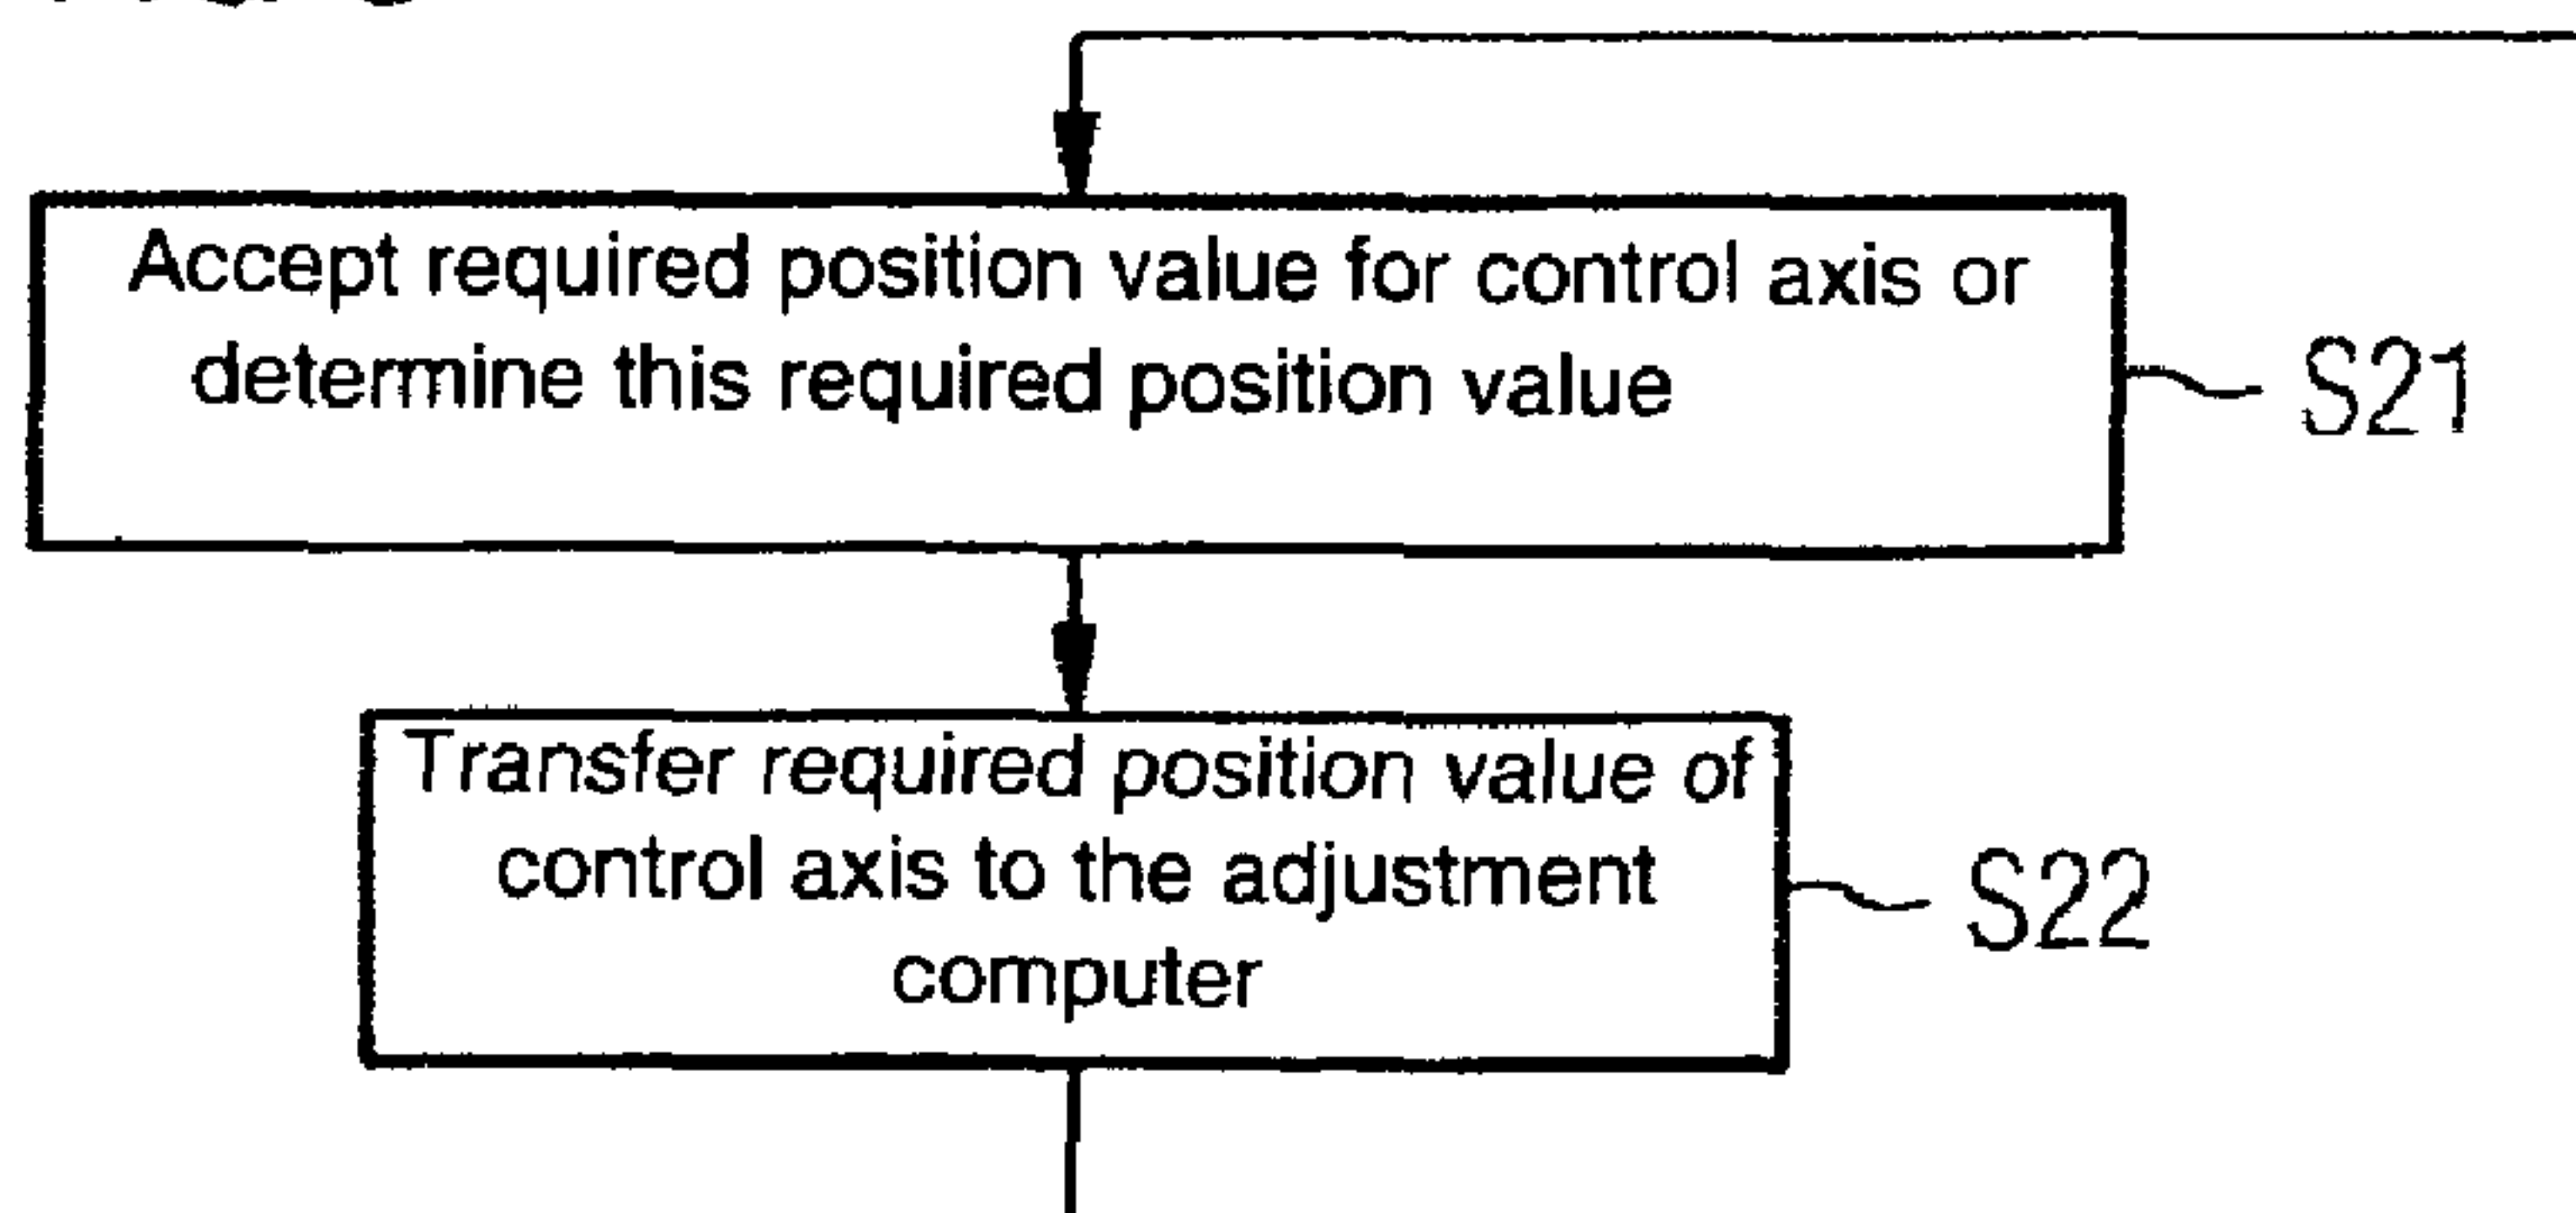 Accept required position value for control axis or
determine this required position value
S21
Transfer required position value of
control axis to the adjustment
computer
S22